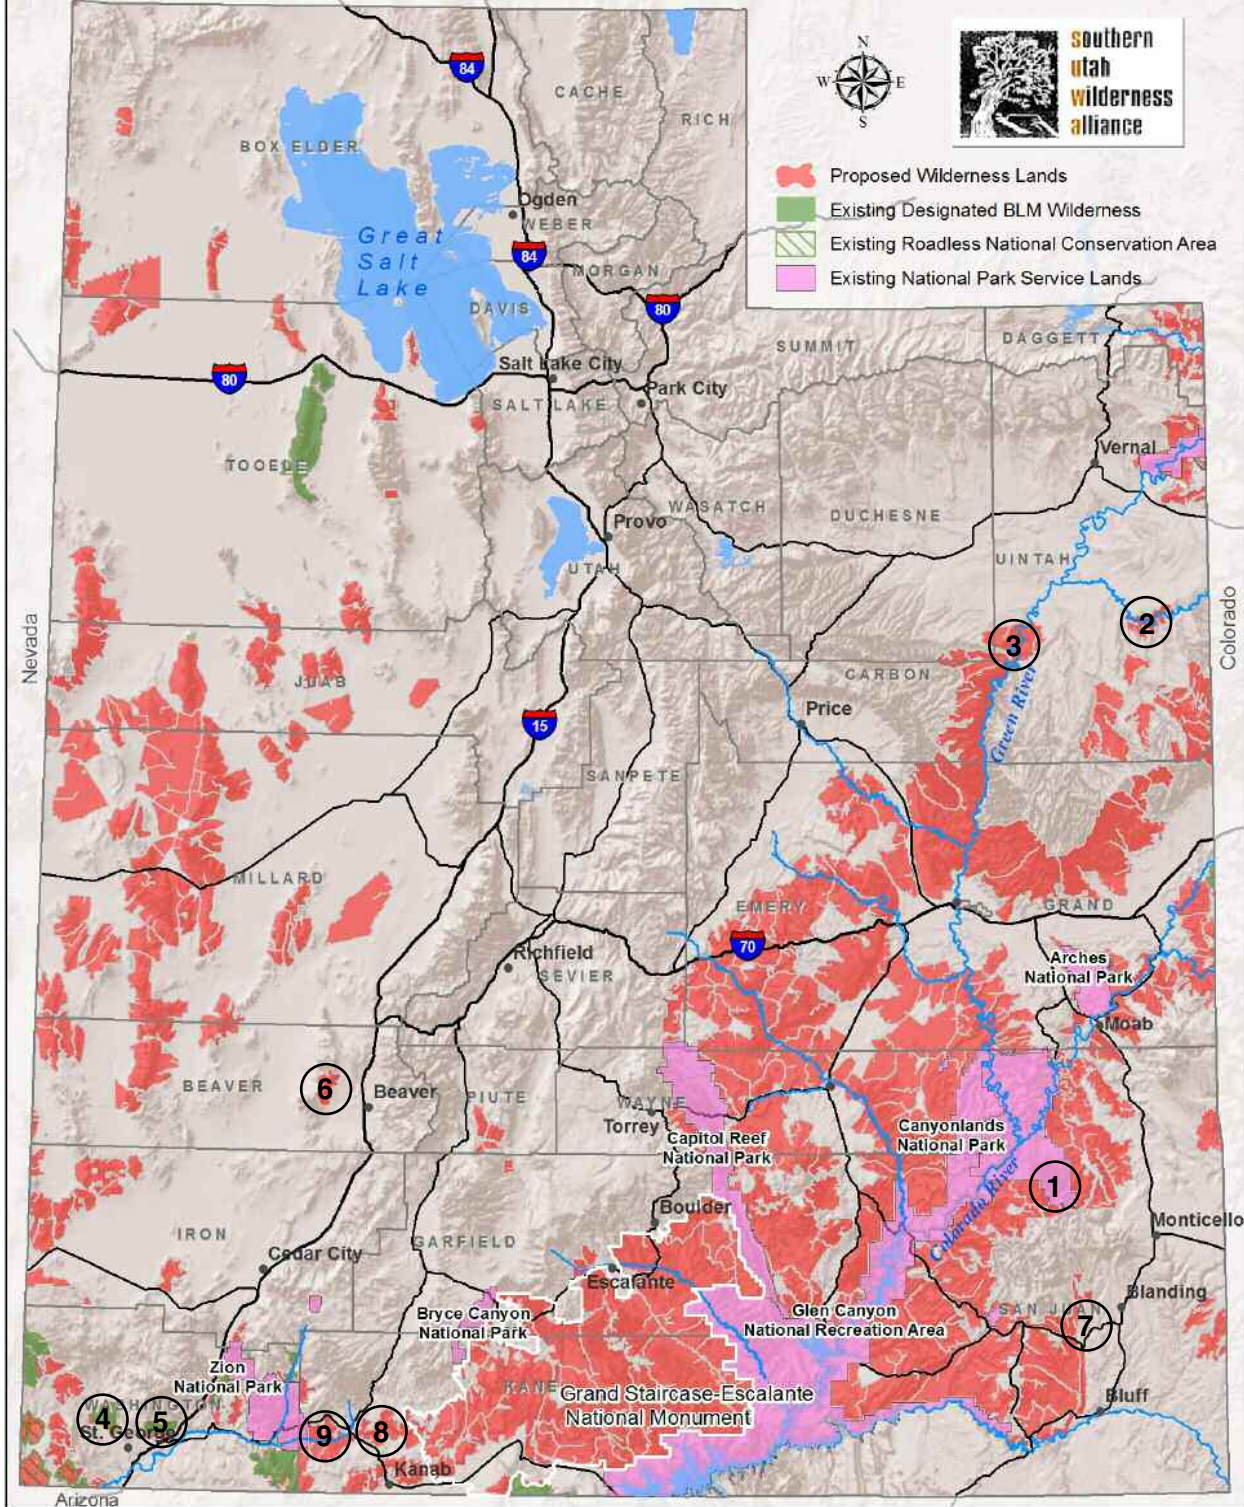 southern
utah
wilderness
alliance
N
W E
S
Proposed Wilderness Lands
Existing Designated BLM Wilderness
Existing Roadless National Conservation Area
Existing National Park Service Lands
84
CACHE
RICH
BOX ELDER
Ogden
WEBER
Great
Salt
Lake
84
MORGAN
DAVIS
80
SUMMIT
DAGGETT
Salt Lake City
80
Park City
SALT LAKE
Vernal
TOOELE
WASATCH
DUCHESNE
Provo
UINTAH
UTAH
Nevada
Colorado
2
3
CARBON
JUAB
Green River
Price
15
SANPETE
MILLARD
EMERY
GRAND
70
Richfield
SEVIER
Arches
National Park
Moab
BEAVER
6
Beaver
PIUTE
WAYNE
Torrey
Canyonlands
National Park
Capitol Reef
National Park
1
Colorado River
Boulder
Monticello
IRON
GARFIELD
Cedar City
Escalante
Blanding
Bryce Canyon
National Park
Glen Canyon
National Recreation Area
SAN JUAN
7
Zion
National Park
KANE
Grand Staircase-Escalante
National Monument
Bluff
WASHINGTON
4
5
St. George
9
8
Kanab
Arizona